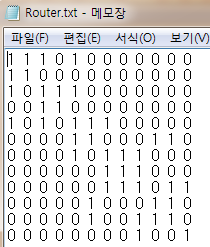 Router.txt - 메모장
파일(F) 편집(E) 서식(O) 보기(V)
1 1 1 0 1 0 0 0 0 0 0 0
1 1 0 0 0 0 0 0 0 0 0 0
1 0 1 1 1 0 0 0 0 0 0 0
0 0 1 1 0 0 0 0 0 0 0 0
1 0 1 0 1 1 1 0 0 0 0 0
0 0 0 0 1 1 0 0 0 1 1 0
0 0 0 0 1 0 1 1 1 0 0 0
0 0 0 0 0 0 1 1 1 0 0 0
0 0 0 0 0 0 1 1 1 0 1 1
0 0 0 0 0 1 0 0 0 1 1 0
0 0 0 0 0 1 0 0 1 1 1 0
0 0 0 0 0 0 0 0 1 0 0 1